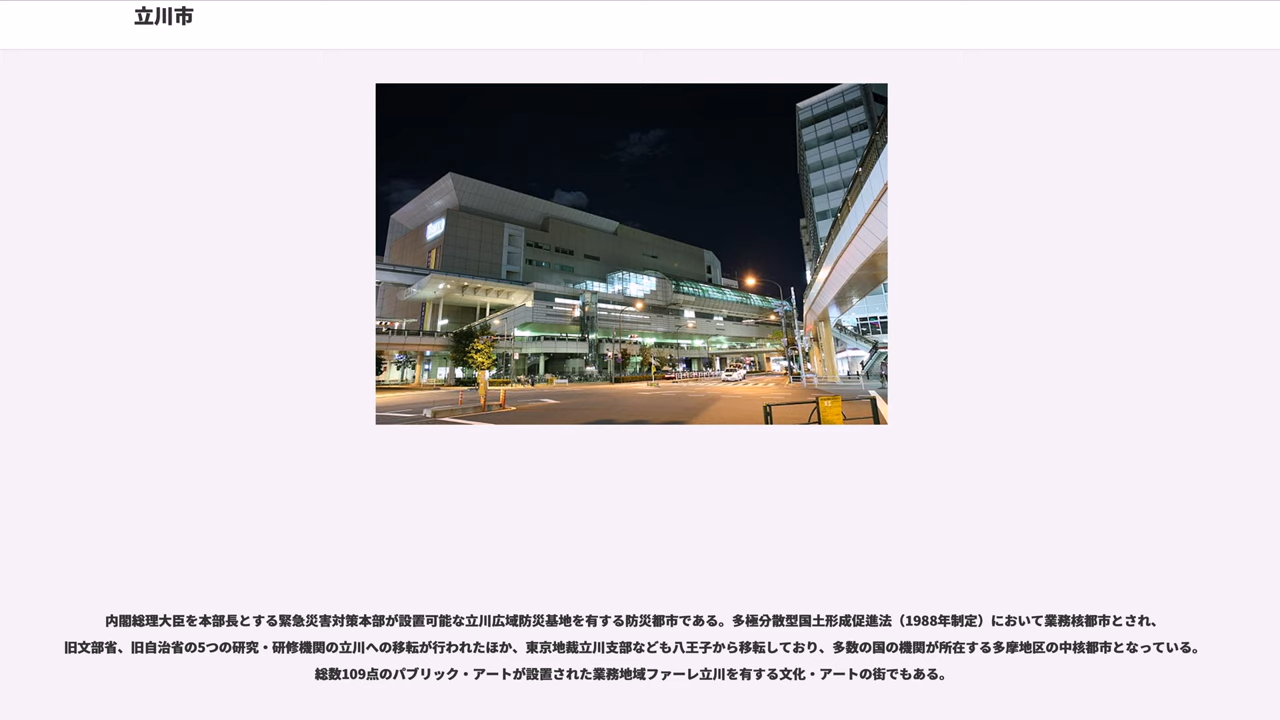 立川市
内閣総理大臣を本部長とする緊急災害対策本部が設置可能な立川広域防災基地を有する防災都市である。多極分散型国土形成促進法（1988年制定）において業務核都市とされ、
旧文部省、旧自治省の5つの研究・研修機関の立川への移転が行われたほか、東京地裁立川支部なども八王子から移転しており、多数の国の機関が所在する多摩地区の中核都市となっている。
総数109点のパブリック・アートが設置された業務地域ファーレ立川を有する文化・アートの街でもある。